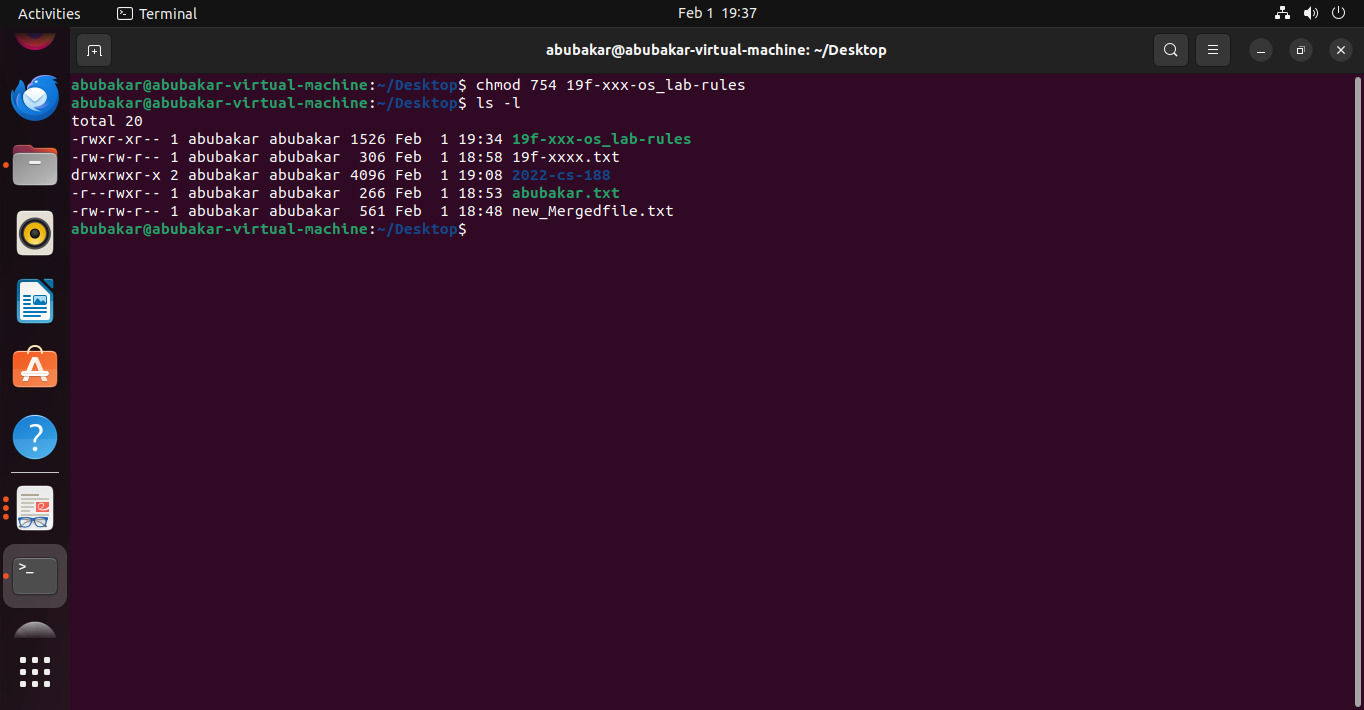 Activities
Terminal
Feb 1 19:37
abubakar@abubakar-virtual-machine: ~/Desktop
abubakar@abubakar-virtual-machine:~/Desktop$ chmod 754 19f-xxx-os_lab-rules
abubakar@abubakar-virtual-machine:~/Desktop$ ls -l
total 20
-rwxr-xr-- 1 abubakar abubakar 1526 Feb  1 19:34 19f-xxx-os_lab-rules
-rw-rw-r-- 1 abubakar abubakar  306 Feb  1 18:58 19f-xxxx.txt
drwxrwxr-x 2 abubakar abubakar 4096 Feb  1 19:08 2022-cs-188
-r--rwxr-- 1 abubakar abubakar  266 Feb  1 18:53 abubakar.txt
-rw-rw-r-- 1 abubakar abubakar  561 Feb  1 18:48 new_Mergedfile.txt
abubakar@abubakar-virtual-machine:~/Desktop$